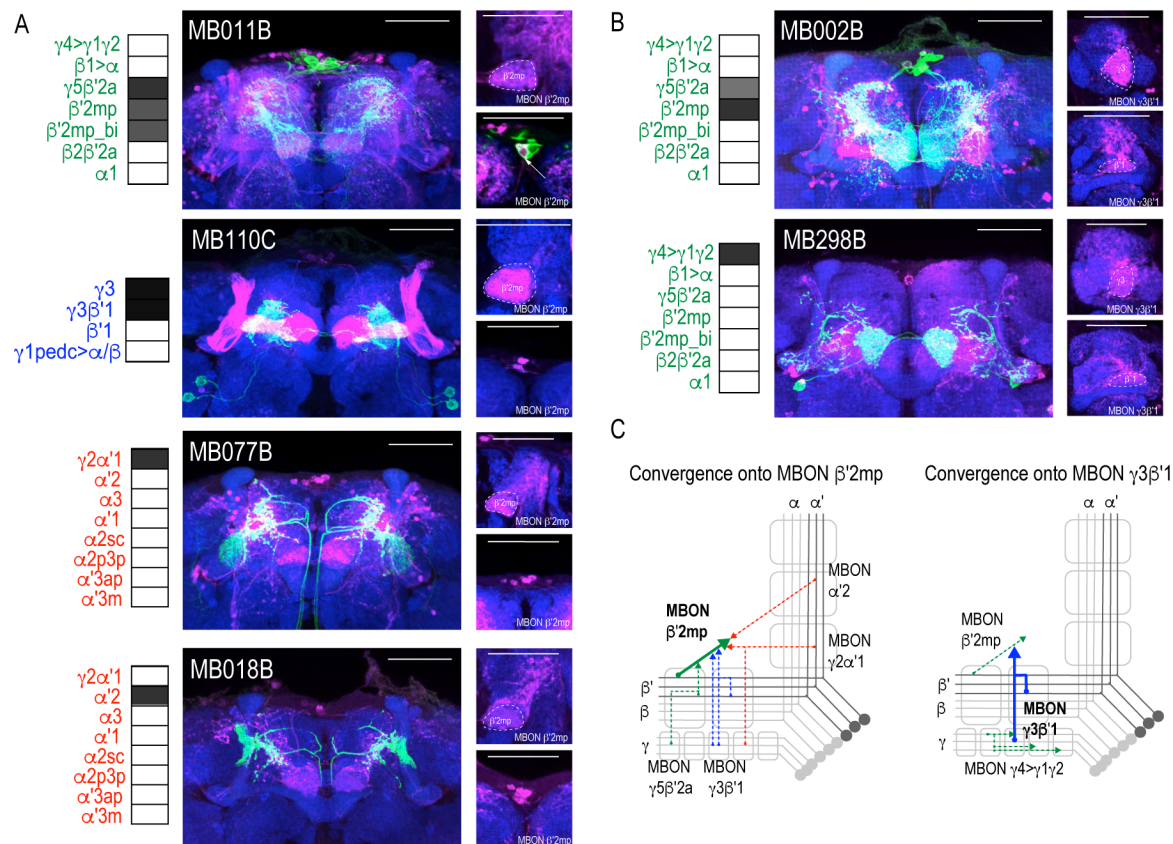 A
MB011B
γ4>γ1γ2
β1>α
γ5β'2a
β'2mp
β'2mp_bi
β2β'2a
α1
β'2mp
MBON β'2mp
MBON β'2mp
MB110C
γ3
γ3β'1
β'1
γ1pedc>α/β
β'2mp
MBON β'2mp
MBON β'2mp
MB077B
γ2α'1
α'2
α3
α'1
α2sc
α2p3p
α'3ap
α'3m
β'2mp
MBON β'2mp
MBON β'2mp
MB018B
γ2α'1
α'2
α3
α'1
α2sc
α2p3p
α'3ap
α'3m
β'2mp
MBON β'2mp
MBON β'2mp
B
MB002B
γ4>γ1γ2
β1>α
γ5β'2a
β'2mp
β'2mp_bi
β2β'2a
α1
γ3
MBON γ3β'1
β'1
MBON γ3β'1
MB298B
γ4>γ1γ2
β1>α
γ5β'2a
β'2mp
β'2mp_bi
β2β'2a
α1
γ3
MBON γ3β'1
β'1
MBON γ3β'1
C
Convergence onto MBON β'2mp
α α'
MBON
α'2
MBON
β'2mp
MBON
γ2α'1
β'
β
γ
MBON
γ5β'2a
MBON
γ3β'1
Convergence onto MBON γ3β'1
α α'
MBON
β'2mp
β'
β
MBON
γ3β'1
γ
MBON γ4>γ1γ2